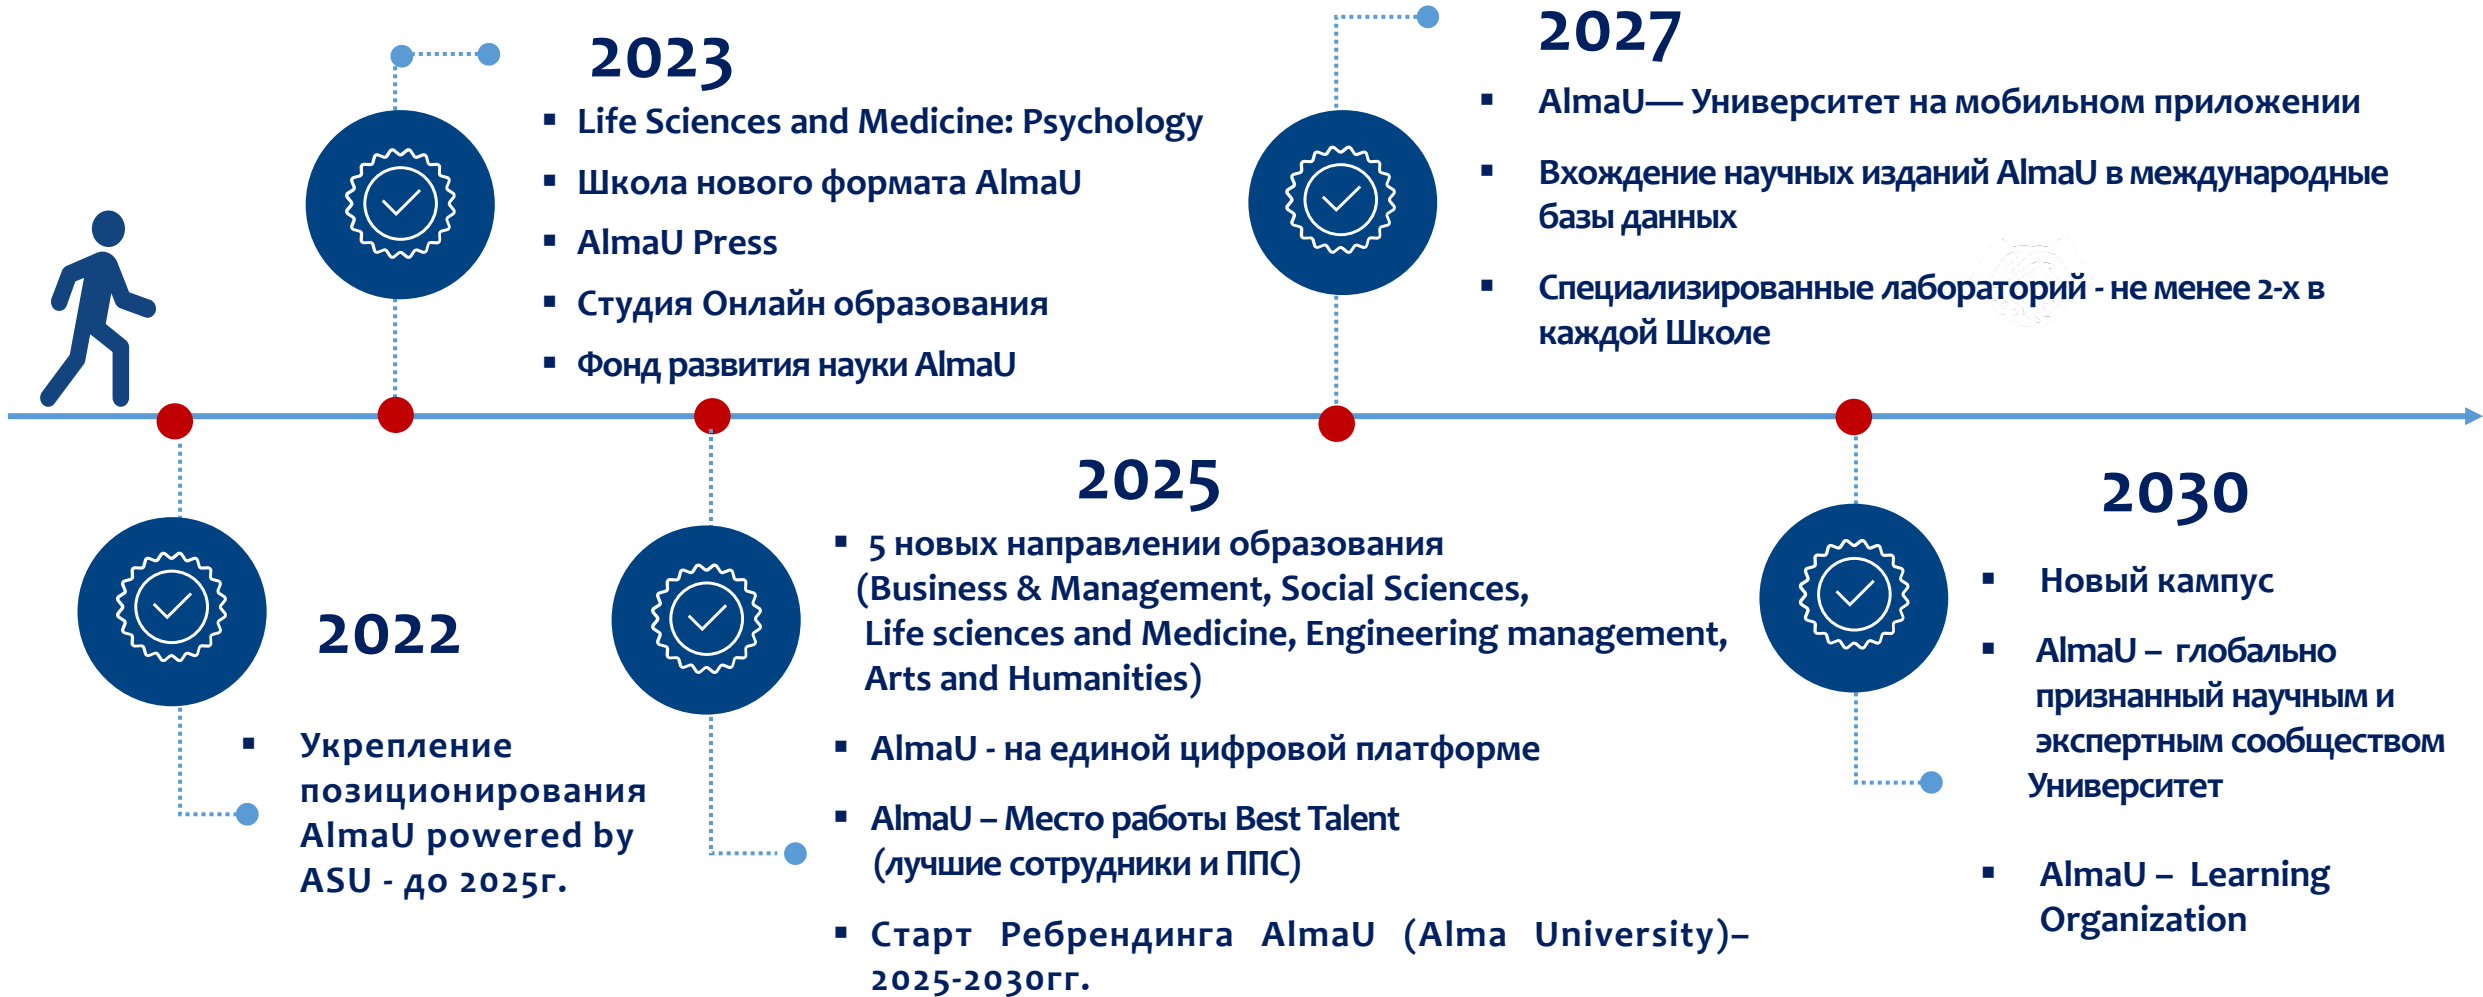 2023
Life Sciences and Medicine: Psychology
Школа нового формата AlmaU
AlmaU Press
Студия Онлайн образования
Фонд развития науки AlmaU
2027
AlmaU— Университет на мобильном приложении
Вхождение научных изданий AlmaU в международные
базы данных
Специализированные лабораторий - не менее 2-х в
каждой Школе
2022
Укрепление
позиционирования
AlmaU powered by
ASU - до 2025г.
2025
5 новых направлении образования
(Business & Management, Social Sciences,
Life sciences and Medicine, Engineering management,
Arts and Humanities)
AlmaU - на единой цифровой платформе
AlmaU – Место работы Best Talent
(лучшие сотрудники и ППС)
Старт Ребрендинга AlmaU (Alma University)–
2025-2030гг.
2030
Новый кампус
AlmaU – глобально
признанный научным и
экспертным сообществом
Университет
AlmaU – Learning
Organization